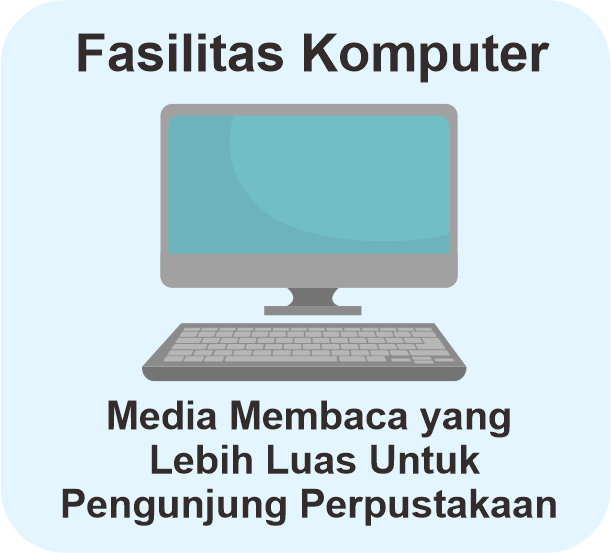 Fasilitas Komputer
Media Membaca yang
Lebih Luas Untuk
Pengunjung Perpustakaan